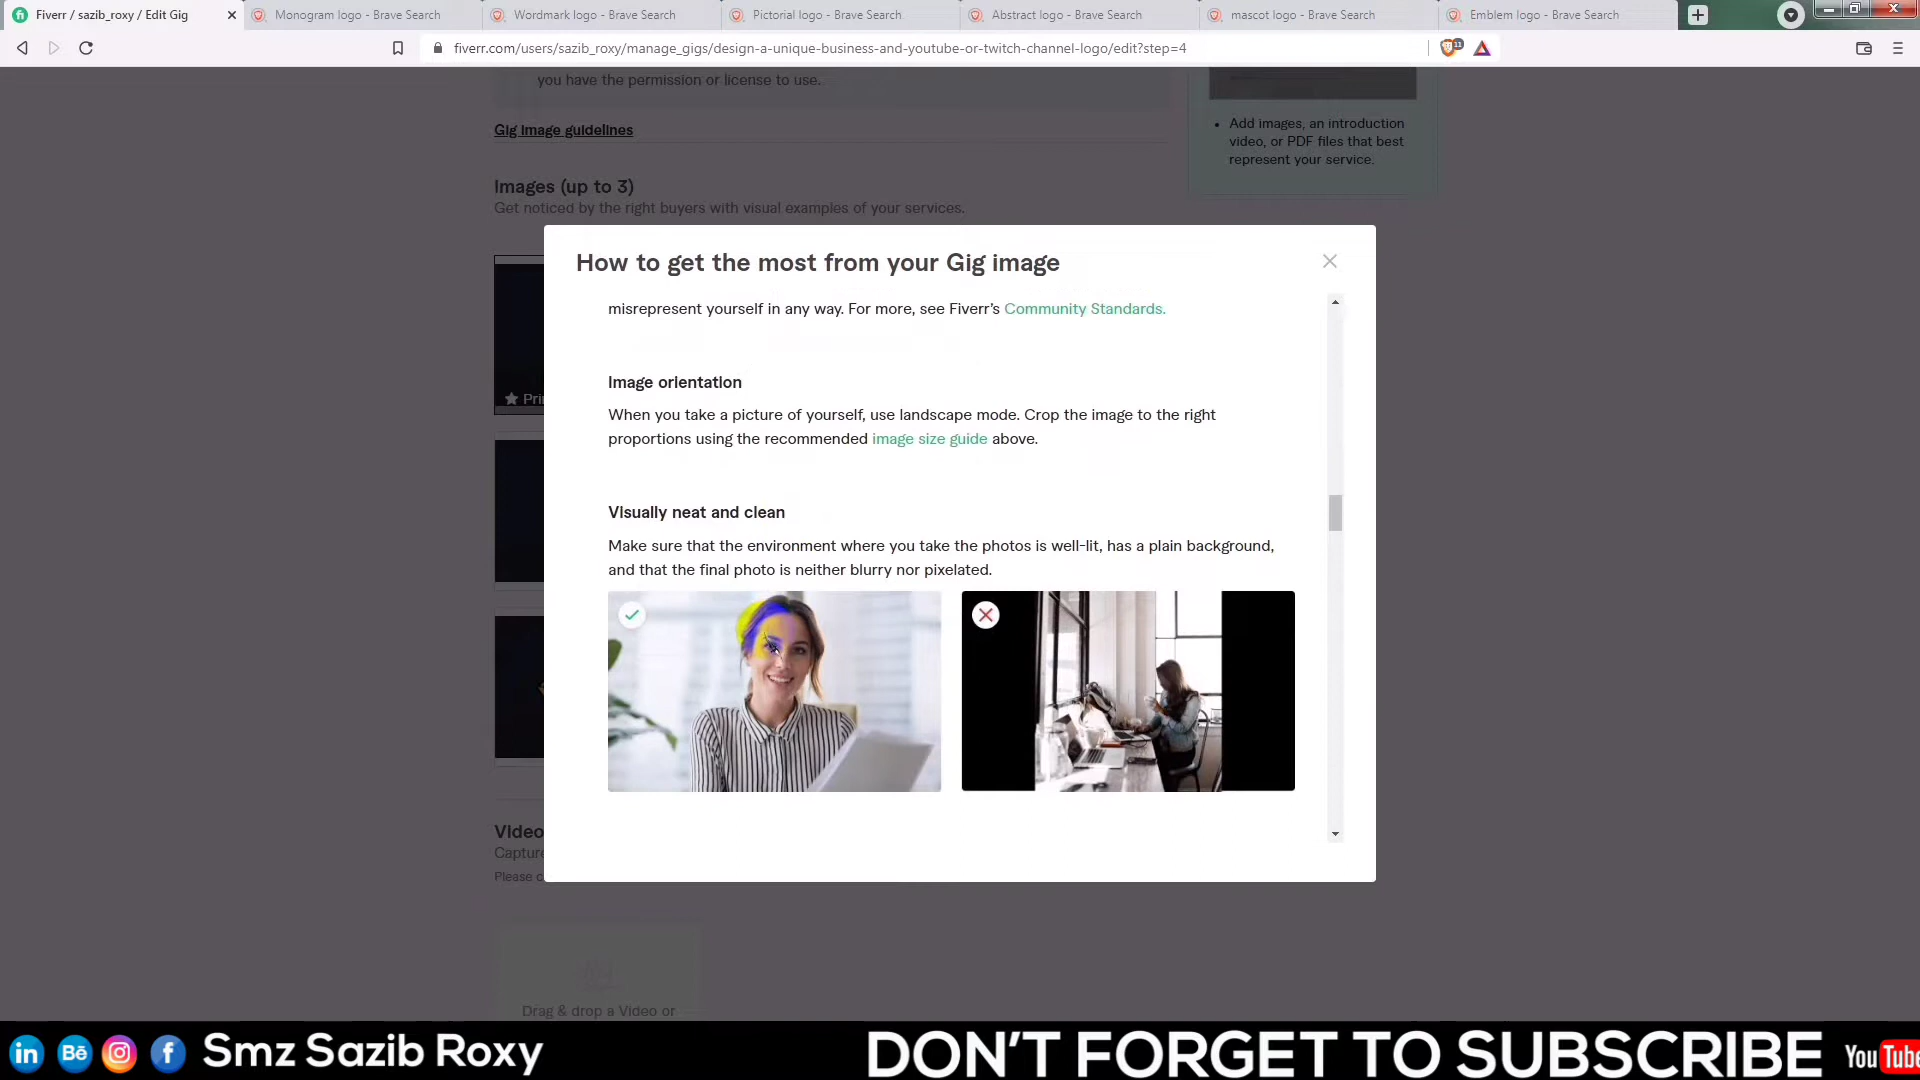 Fiverr / sazib_roxy / Edit Gig
Monogram logo - Brave Search
Wordmark logo - Brave Search
Pictorial logo - Brave Search
Abstract logo - Brave Search
mascot logo - Brave Search
Emblem logo - Brave Search
fiverr.com/users/sazib_roxy/manage_gigs/design-a-unique-business-and-youtube-or-twitch-channel-logo/edit?step=4
11
you have the permission or license to use.
Gig image guidelines
Add images, an introduction
video, or PDF files that best
represent your service.
Images (up to 3)
Get noticed by the right buyers with visual examples of your services.
How to get the most from your Gig image
misrepresent yourself in any way. For more, see Fiverr's Community Standards.
Image orientation
When you take a picture of yourself, use landscape mode. Crop the image to the right
proportions using the recommended image size guide above.
Visually neat and clean
Make sure that the environment where you take the photos is well-lit, has a plain background,
and that the final photo is neither blurry nor pixelated.
Video
Please
Drag & drop a Video or
in Bē f Smz Sazib Roxy
DON'T FORGET TO SUBSCRIBE
YouTube